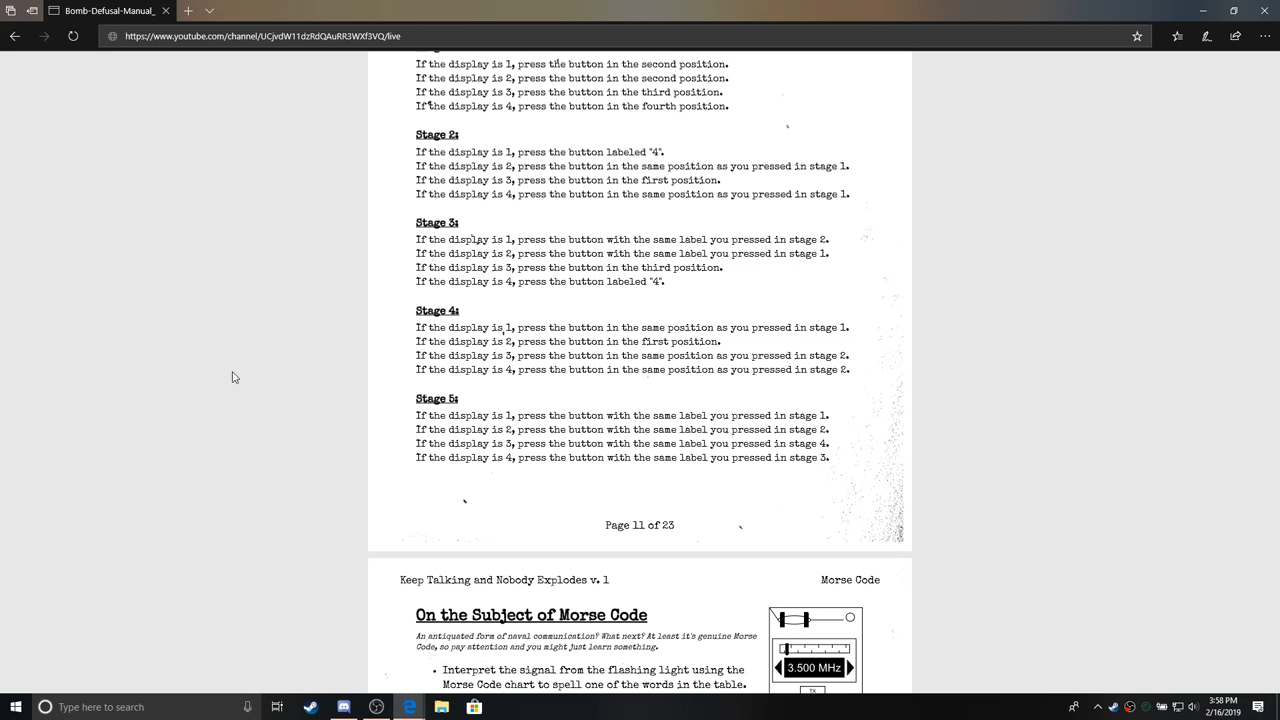 Bomb-Defusal-Manual_
https://www.youtube.com/channel/UCjvdW11dzRdQAuRR3WXf3VQ/live
If the display is 1, press the button in the second position.
If the display is 2, press the button in the second position.
If the display is 3, press the button in the third position.
If the display is 4, press the button in the fourth position.
Stage 2:
If the display is 1, press the button labeled "4".
If the display is 2, press the button in the same position as you pressed in stage 1.
If the display is 3, press the button in the first position.
If the display is 4, press the button in the same position as you pressed in stage 1.
Stage 3:
If the display is 1, press the button with the same label you pressed in stage 2.
If the display is 2, press the button with the same label you pressed in stage 1.
If the display is 3, press the button in the third position.
If the display is 4, press the button labeled "4".
Stage 4:
If the display is 1, press the button in the same position as you pressed in stage 1.
If the display is 2, press the button in the first position.
If the display is 3, press the button in the same position as you pressed in stage 2.
If the display is 4, press the button in the same position as you pressed in stage 2.
Stage 5:
If the display is 1, press the button with the same label you pressed in stage 1.
If the display is 2, press the button with the same label you pressed in stage 2.
If the display is 3, press the button with the same label you pressed in stage 4.
If the display is 4, press the button with the same label you pressed in stage 3.
Page 11 of 23
Keep Talking and Nobody Explodes v. 1 Morse Code
On the Subject of Morse Code
An antiquated form of naval communication? What next? At least it's genuine Morse
Code, so pay attention and you might just learn something.
• Interpret the signal from the flashing light using the
Morse Code chart to spell one of the words in the table.
3.500 MHz
TX
Type here to search
3:58 PM
2/16/2019